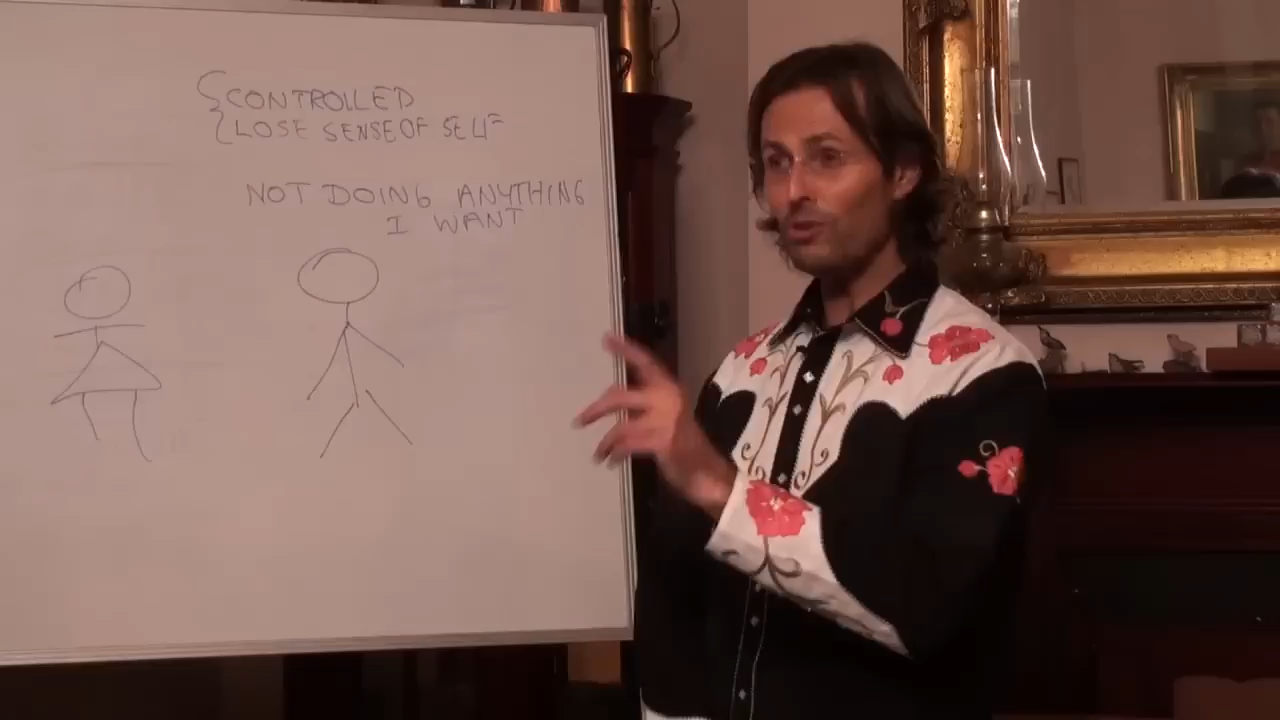 CONTROLLED
LOSE SENSE OF SELF
NOT DOING ANYTHING
I WANT